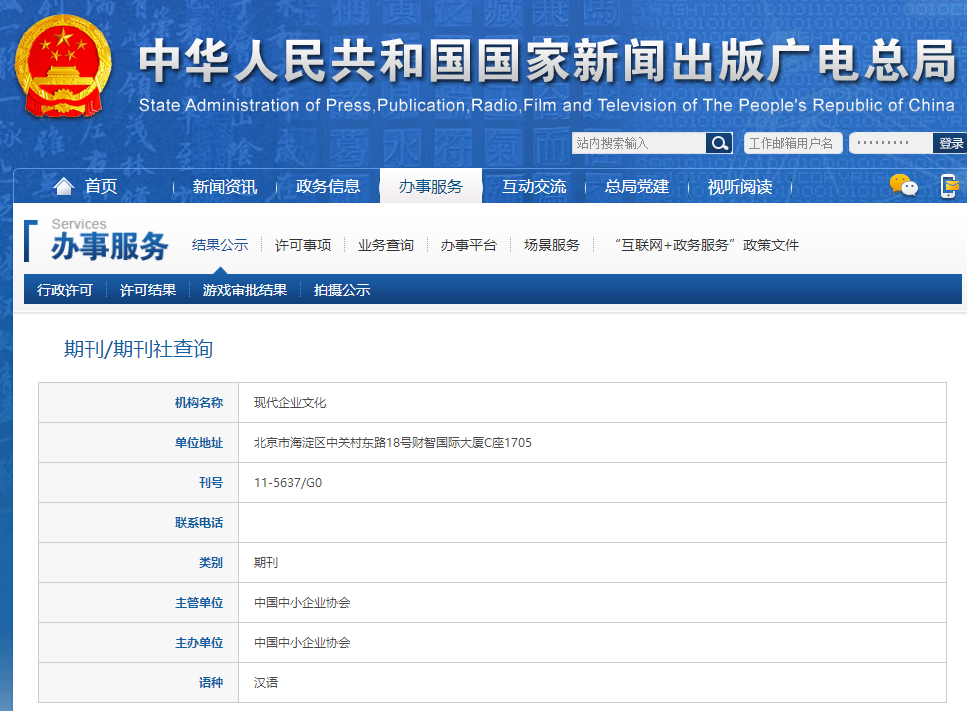 中华人民共和国国家新闻出版广电总局
State Administration of Press,Publication,Radio,Film and Television of The People's Republic of China
站内搜索输入 工作邮箱用户名 ········· 登录
首页 新闻资讯 政务信息 办事服务 互动交流 总局党建 视听阅读
Services
办事服务 结果公示 许可事项 业务查询 办事平台 场景服务 “互联网+政务服务”政策文件
行政许可 许可结果 游戏审批结果 拍摄公示
期刊/期刊社查询
机构名称 现代企业文化
单位地址 北京市海淀区中关村东路18号财智国际大厦C座1705
刊号 11-5637/G0
联系电话
类别 期刊
主管单位 中国中小企业协会
主办单位 中国中小企业协会
语种 汉语